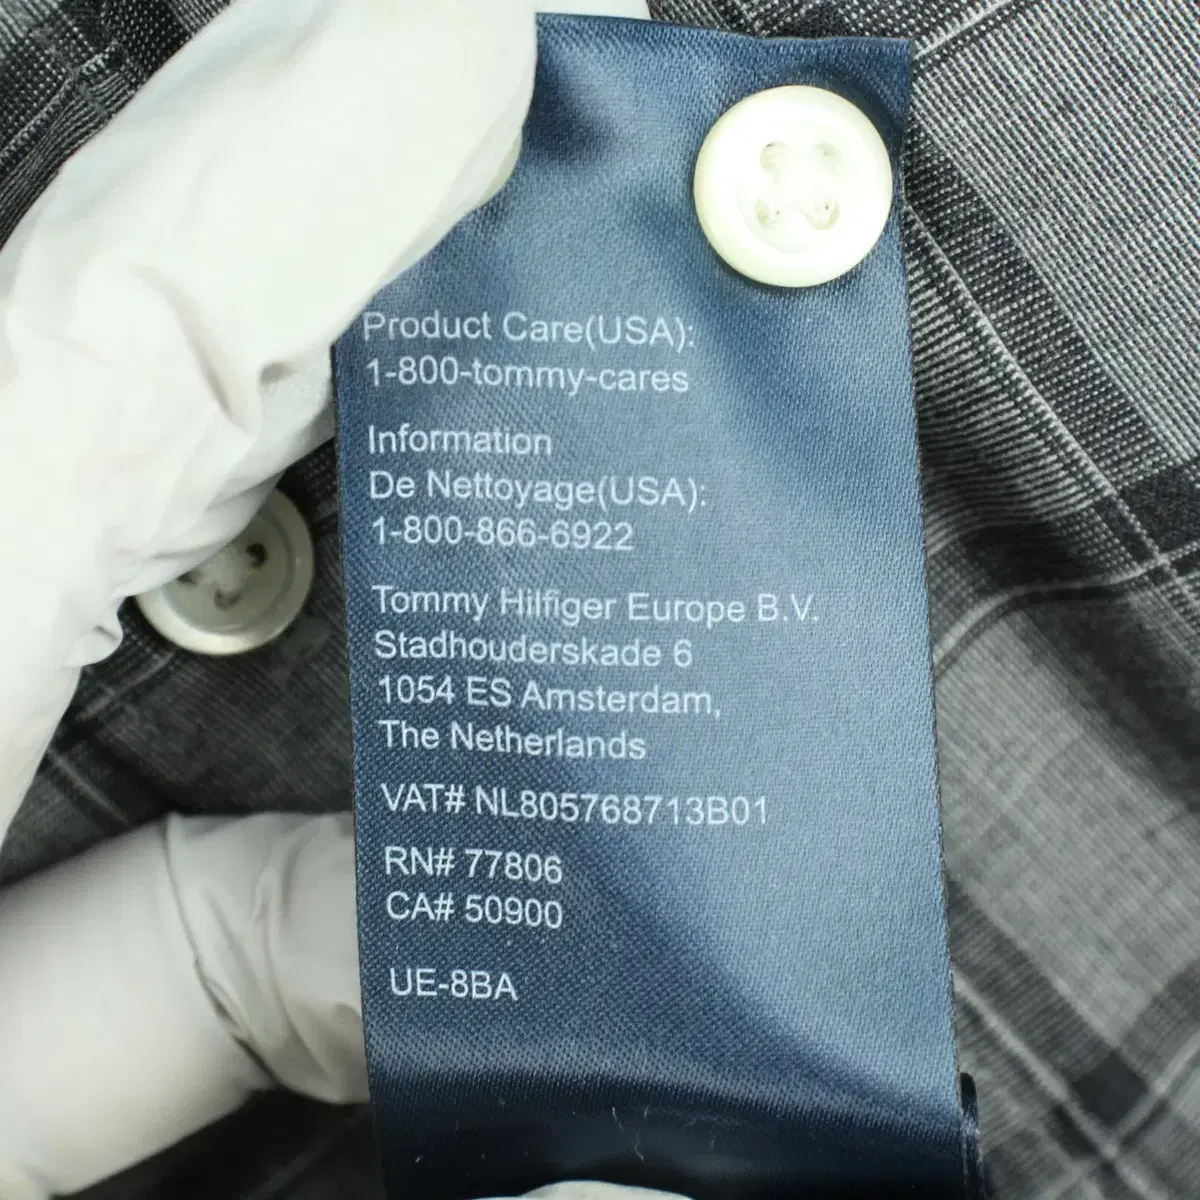 Product Care(USA):
1-800-tommy-cares
Information
De Nettoyage(USA):
1-800-866-6922
Tommy Hilfiger Europe B.V.
Stadhouderskade 6
1054 ES Amsterdam,
The Netherlands
VAT# NL805768713B01
RN# 77806
CA# 50900
UE-8BA